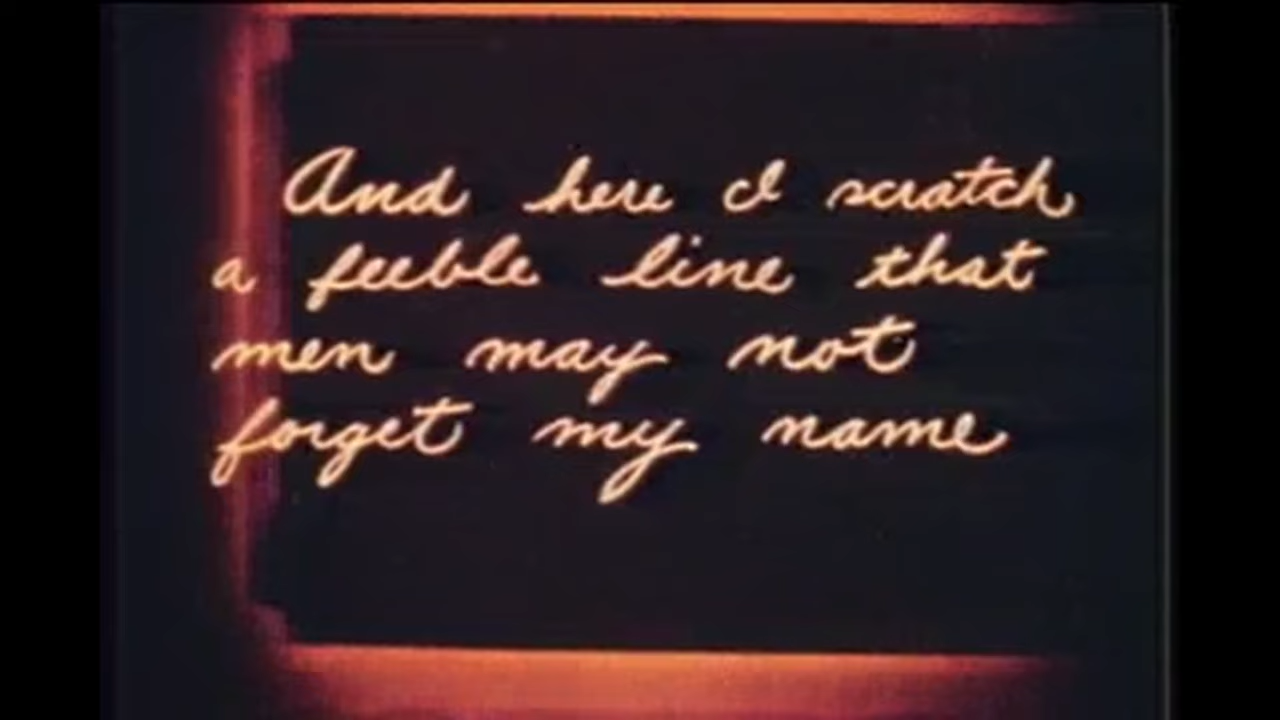 And here I scratch
a feeble line that
men may not
forget my name